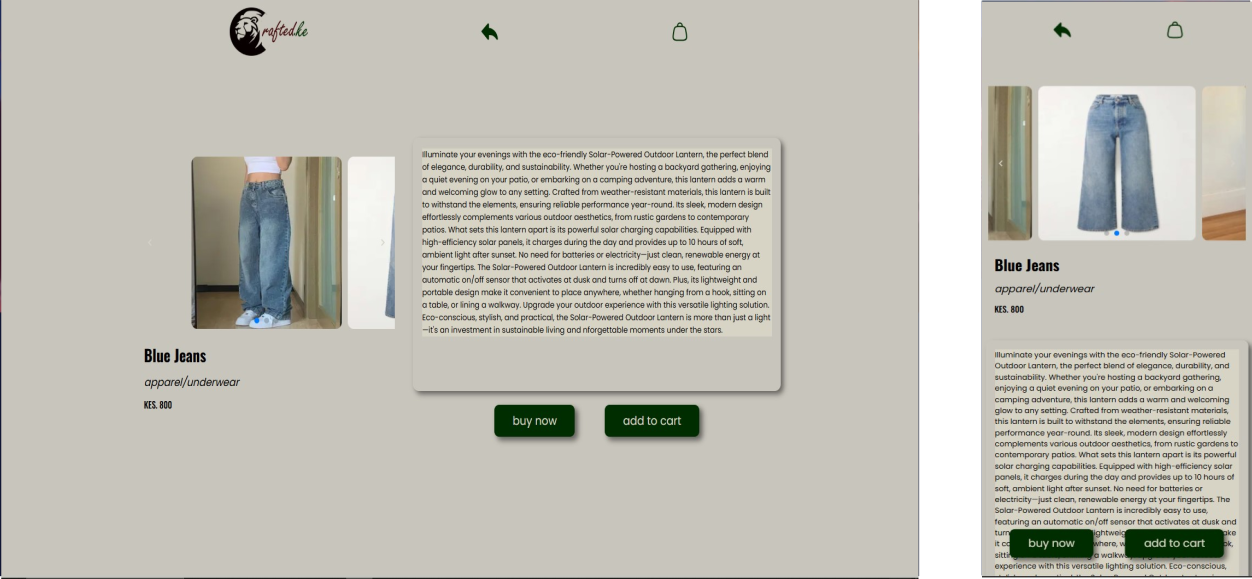 rafted.ke
Illuminate your evenings with the eco-friendly Solar-Powered Outdoor Lantern, the perfect blend
of elegance, durability, and sustainability. Whether you're hosting a backyard gathering, enjoying
a quiet evening on your patio, or embarking on a camping adventure, this lantern adds a warm
and welcoming glow to any setting. Crafted from weather-resistant materials, this lantern is built
to withstand the elements, ensuring reliable performance year-round. Its sleek, modern design
effortlessly complements various outdoor aesthetics, from rustic gardens to contemporary
patios. What sets this lantern apart is its powerful solar charging capabilities. Equipped with
high-efficiency solar panels, it charges during the day and provides up to 10 hours of soft,
ambient light after sunset. No need for batteries or electricity—just clean, renewable energy at
your fingertips. The Solar-Powered Outdoor Lantern is incredibly easy to use, featuring an
automatic on/off sensor that activates at dusk and turns off at dawn. Plus, its lightweight and
portable design make it convenient to place anywhere, whether hanging from a hook, sitting on
a table, or lining a walkway. Upgrade your outdoor experience with this versatile lighting solution.
Eco-conscious, stylish, and practical, the Solar-Powered Outdoor Lantern is more than just a light
—it's an investment in sustainable living and nforgettable moments under the stars.
Blue Jeans
apparel/underwear
KES. 800
buy now
add to cart
Blue Jeans
apparel/underwear
KES. 800
Illuminate your evenings with the eco-friendly Solar-Powered
Outdoor Lantern, the perfect blend of elegance, durability, and
sustainability. Whether you're hosting a backyard gathering,
enjoying a quiet evening on your patio, or embarking on a
camping adventure, this lantern adds a warm and welcoming
glow to any setting. Crafted from weather-resistant materials,
this lantern is built to withstand the elements, ensuring reliable
performance year-round. Its sleek, modern design effortlessly
complements various outdoor aesthetics, from rustic gardens to
contemporary patios. What sets this lantern apart is its powerful
solar charging capabilities. Equipped with high-efficiency solar
panels, it charges during the day and provides up to 10 hours of
soft, ambient light after sunset. No need for batteries or
electricity—just clean, renewable energy at your fingertips. The
Solar-Powered Outdoor Lantern is incredibly easy to use,
featuring an automatic on/off sensor that activates at dusk and
buy now
add to cart
experience with this versatile lighting solution. Eco-conscious,